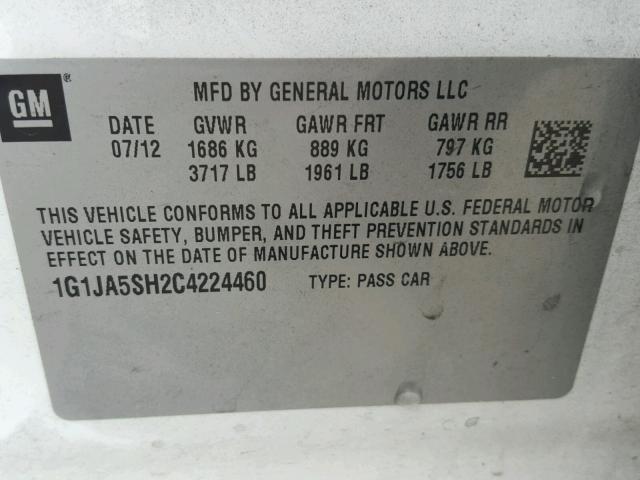 GM ®
MFD BY GENERAL MOTORS LLC
DATE GVWR GAWR FRT GAWR RR
07/12 1686 KG 889 KG 797 KG
3717 LB 1961 LB 1756 LB
THIS VEHICLE CONFORMS TO ALL APPLICABLE U.S. FEDERAL MOTOR
VEHICLE SAFETY, BUMPER, AND THEFT PREVENTION STANDARDS IN
EFFECT ON THE DATE OF MANUFACTURE SHOWN ABOVE.
1G1JA5SH2C4224460 TYPE: PASS CAR